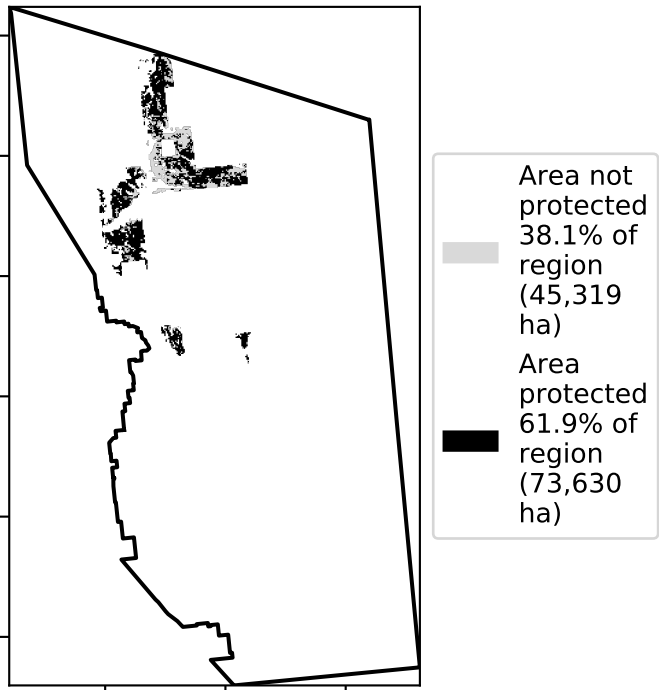 Area not
protected
38.1% of
region
(45,319
ha)
Area
protected
61.9% of
region
(73,630
ha)